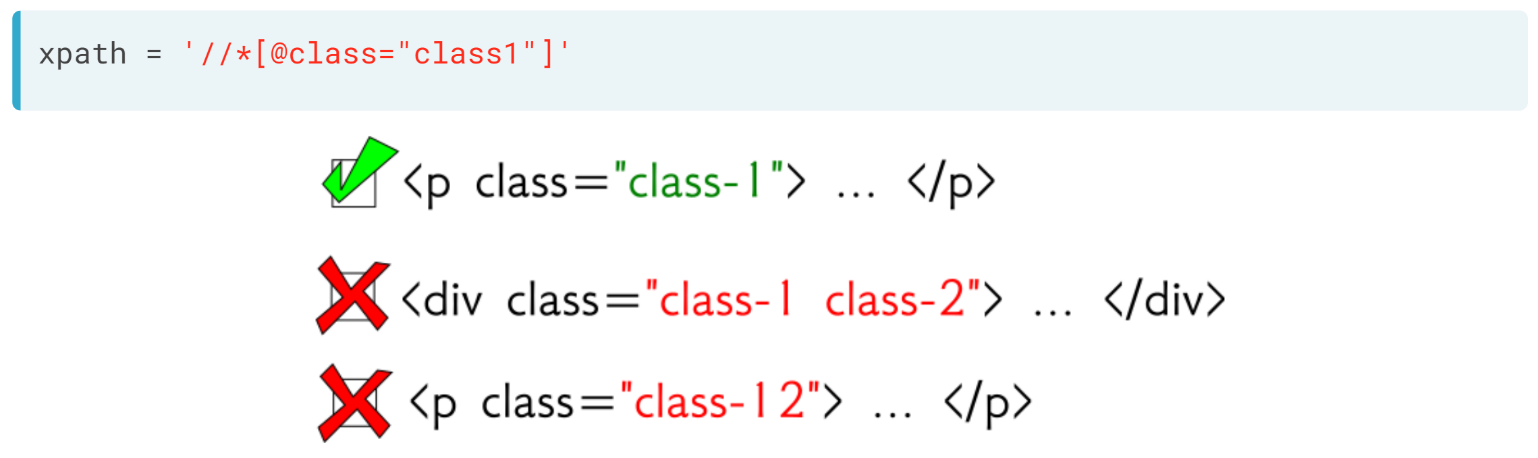 xpath = '//*[@class="class1"]'
<p class="class-1"> ... </p>
<div class="class-1 class-2"> ... </div>
<p class="class-12"> ... </p>